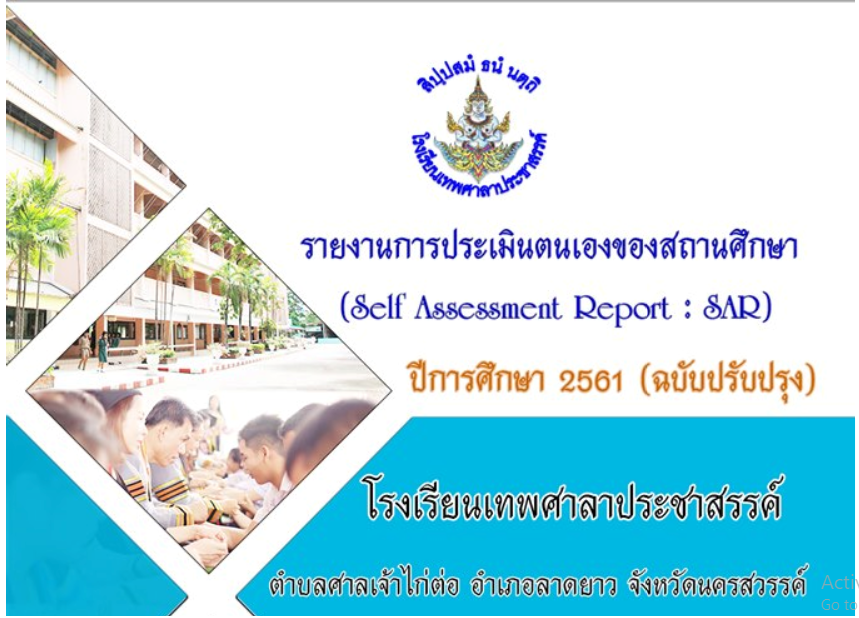 สิปฺปสมํ ธนํ นตฺถิ
โรงเรียนเทพศาลาประชาสรรค์
รายงานการประเมินตนเองของสถานศึกษา
(Self Assessment Report : SAR)
ปีการศึกษา 2561 (ฉบับปรับปรุง)
โรงเรียนเทพศาลาประชาสรรค์
ตำบลศาลเจ้าไก่ต่อ อำเภอลาดยาว จังหวัดนครสวรรค์
Go to